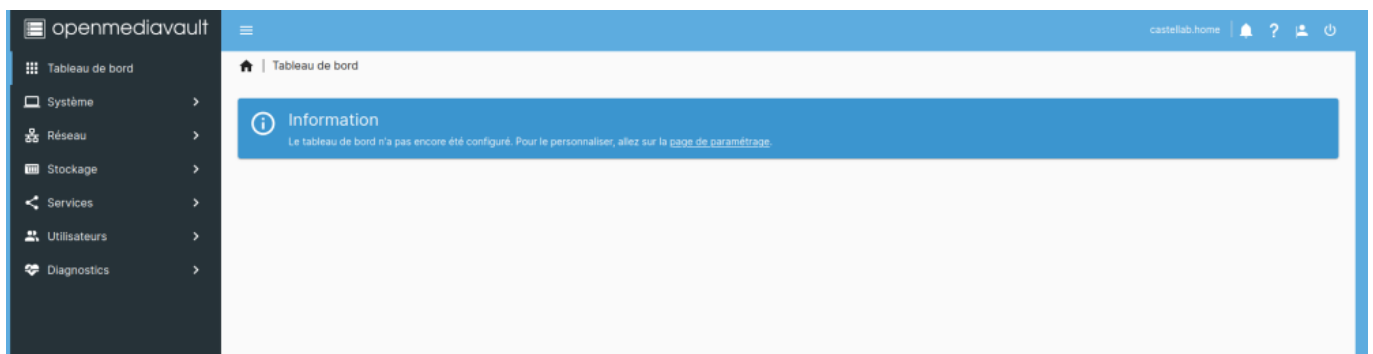 openmediavault
castellab.home
Tableau de bord
Tableau de bord
Système
Réseau
Stockage
Services
Utilisateurs
Diagnostics
Information
Le tableau de bord n'a pas encore été configuré. Pour le personnaliser, allez sur la page de paramétrage.